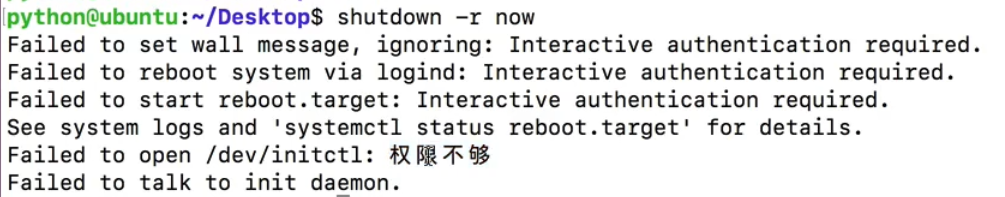 python@ubuntu:~/Desktop$ shutdown -r now
Failed to set wall message, ignoring: Interactive authentication required.
Failed to reboot system via logind: Interactive authentication required.
Failed to start reboot.target: Interactive authentication required.
See system logs and 'systemctl status reboot.target' for details.
Failed to open /dev/initctl: 权限不够
Failed to talk to init daemon.